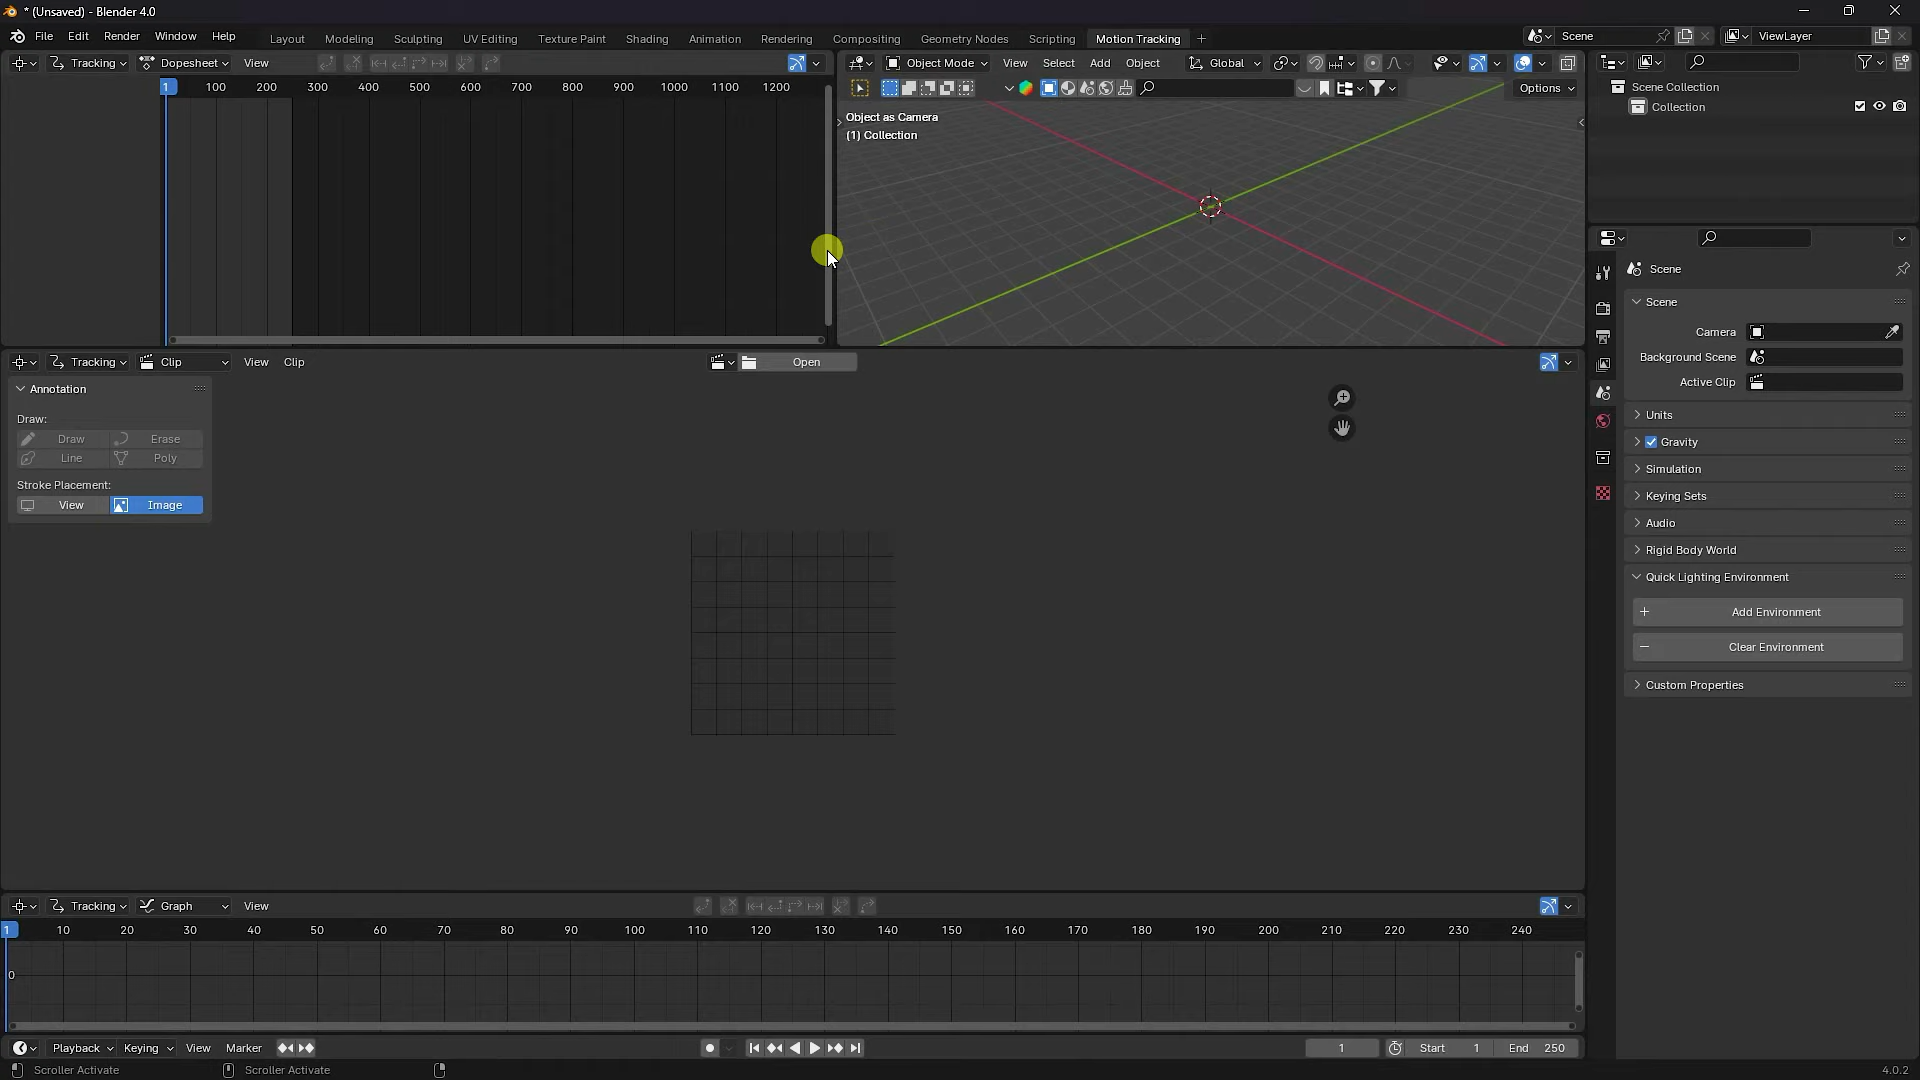 * (Unsaved) - Blender 4.0
File Edit Render Window Help Layout Modeling Sculpting UV Editing Texture Paint Shading Animation Rendering Compositing Geometry Nodes Scripting Motion Tracking + Scene ViewLayer
Tracking Dopesheet View
1 100 200 300 400 500 600 700 800 900 1000 1100 1200
Object Mode View Select Add Object Global
Options
Object as Camera
(1) Collection
Scene Collection
Collection
Scene
Scene
Camera
Background Scene
Active Clip
Units
Gravity
Simulation
Keying Sets
Audio
Rigid Body World
Quick Lighting Environment
Add Environment
Clear Environment
Custom Properties
Tracking Clip View Clip Open
Annotation
Draw:
Draw Erase
Line Poly
Stroke Placement:
View Image
Tracking Graph View
1 10 20 30 40 50 60 70 80 90 100 110 120 130 140 150 160 170 180 190 200 210 220 230 240
0
Playback Keying View Marker 1 Start 1 End 250
Scroller Activate Scroller Activate 4.0.2